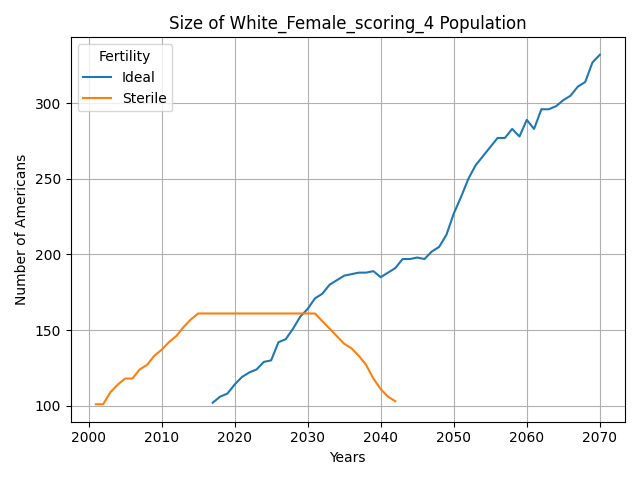 Size of White_Female_scoring_4 Population
Fertility
Ideal
Sterile
Number of Americans
300
250
200
150
100
2000 2010 2020 2030 2040 2050 2060 2070
Years